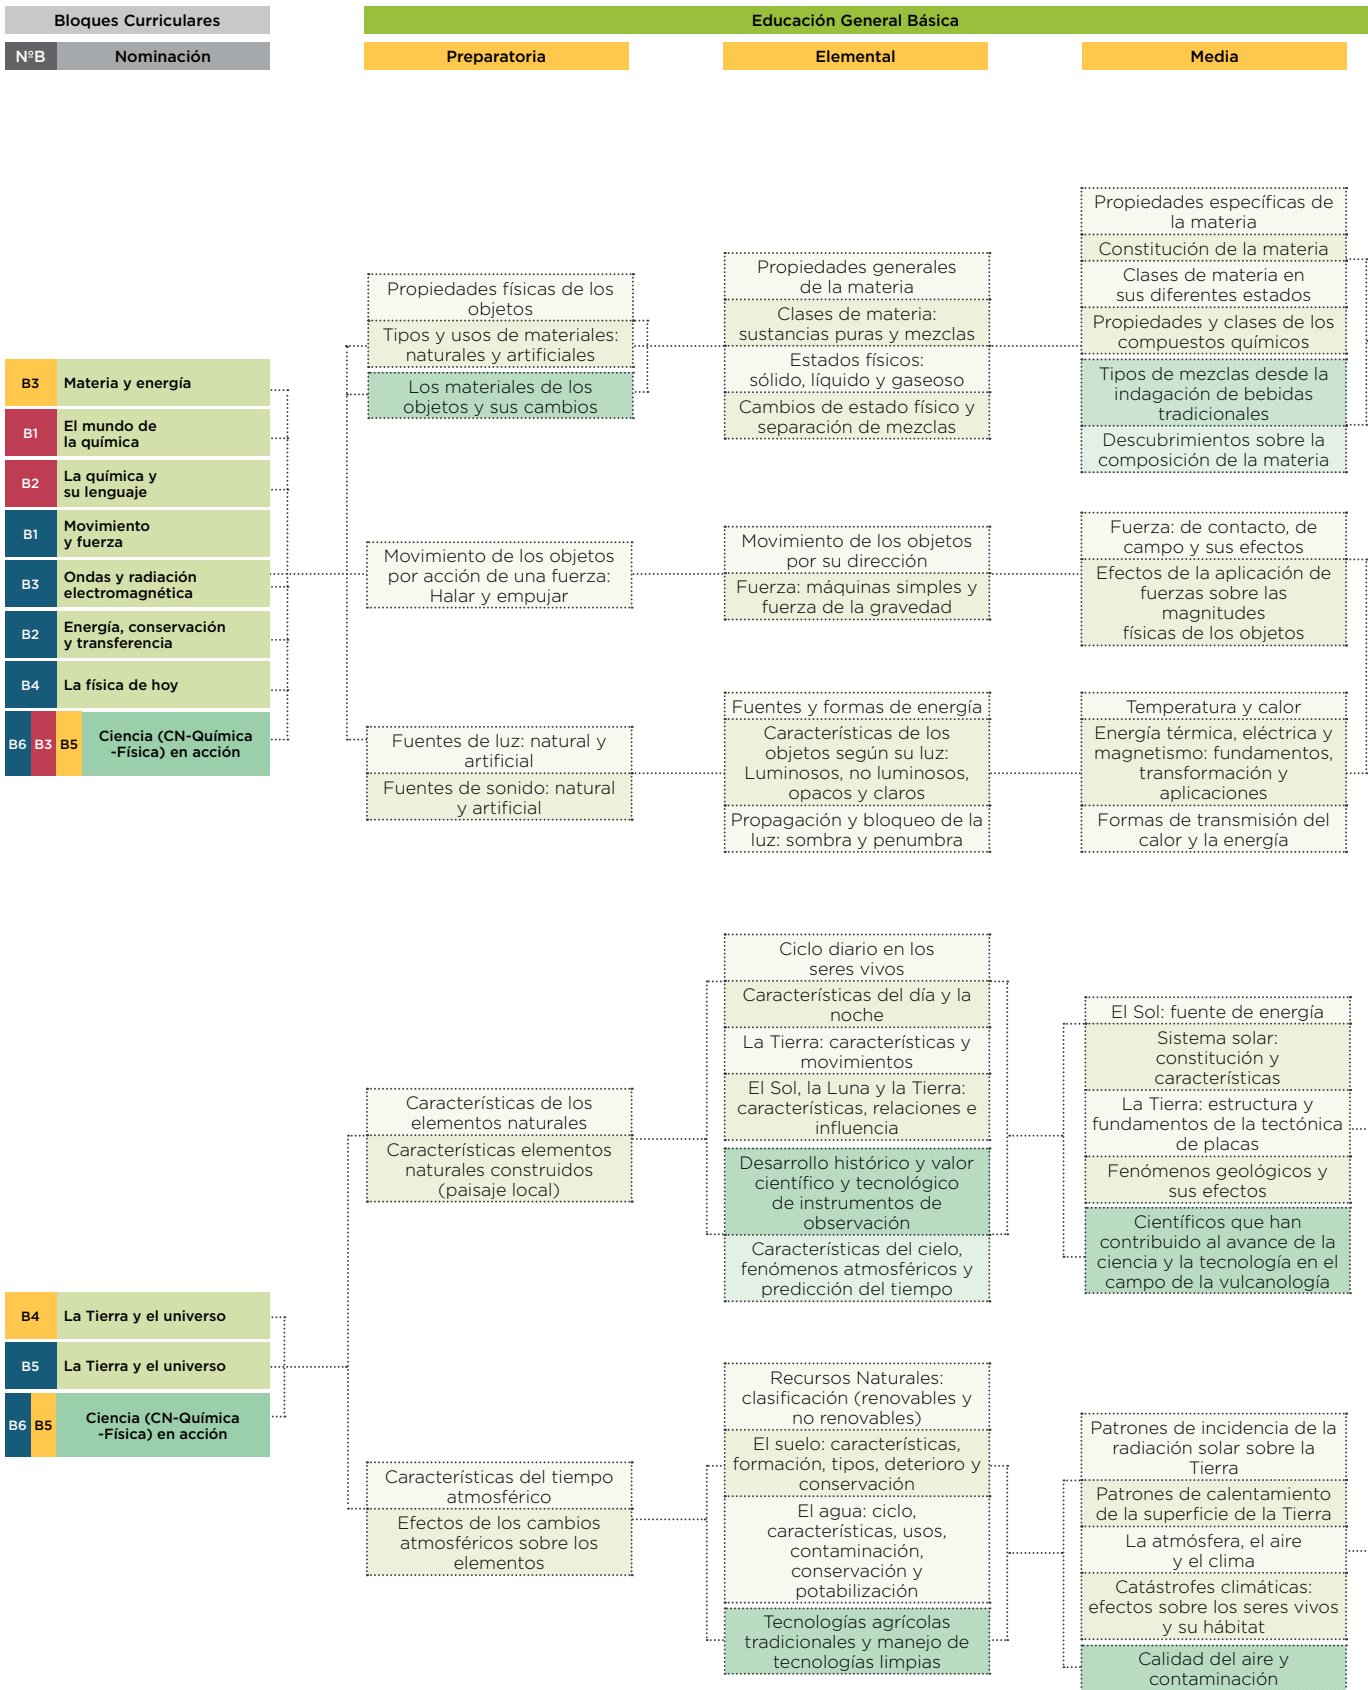 Bloques Curriculares
Educación General Básica
NºB
Nominación
Preparatoria
Elemental
Media
B3
Materia y energía
B1
El mundo de
la química
B2
La química y
su lenguaje
B1
Movimiento
y fuerza
B3
Ondas y radiación
electromagnética
B2
Energía, conservación
y transferencia
B4
La física de hoy
B6 B3 B5
Ciencia (CN-Química
-Física) en acción
Propiedades físicas de los
objetos
Tipos y usos de materiales:
naturales y artificiales
Los materiales de los
objetos y sus cambios
Propiedades generales
de la materia
Clases de materia:
sustancias puras y mezclas
Estados físicos:
sólido, líquido y gaseoso
Cambios de estado físico y
separación de mezclas
Propiedades específicas de
la materia
Constitución de la materia
Clases de materia en
sus diferentes estados
Propiedades y clases de los
compuestos químicos
Tipos de mezclas desde la
indagación de bebidas
tradicionales
Descubrimientos sobre la
composición de la materia
Movimiento de los objetos
por acción de una fuerza:
Halar y empujar
Movimiento de los objetos
por su dirección
Fuerza: máquinas simples y
fuerza de la gravedad
Fuerza: de contacto, de
campo y sus efectos
Efectos de la aplicación de
fuerzas sobre las
magnitudes
físicas de los objetos
Fuentes de luz: natural y
artificial
Fuentes de sonido: natural
y artificial
Fuentes y formas de energía
Características de los
objetos según su luz:
Luminosos, no luminosos,
opacos y claros
Propagación y bloqueo de la
luz: sombra y penumbra
Temperatura y calor
Energía térmica, eléctrica y
magnetismo: fundamentos,
transformación y
aplicaciones
Formas de transmisión del
calor y la energía
B4
La Tierra y el universo
B5
La Tierra y el universo
B6 B5
Ciencia (CN-Química
-Física) en acción
Características de los
elementos naturales
Características elementos
naturales construidos
(paisaje local)
Ciclo diario en los
seres vivos
Características del día y la
noche
La Tierra: características y
movimientos
El Sol, la Luna y la Tierra:
características, relaciones e
influencia
Desarrollo histórico y valor
científico y tecnológico
de instrumentos de
observación
Características del cielo,
fenómenos atmosféricos y
predicción del tiempo
El Sol: fuente de energía
Sistema solar:
constitución y
características
La Tierra: estructura y
fundamentos de la tectónica
de placas
Fenómenos geológicos y
sus efectos
Científicos que han
contribuido al avance de la
ciencia y la tecnología en el
campo de la vulcanología
Características del tiempo
atmosférico
Efectos de los cambios
atmosféricos sobre los
elementos
Recursos Naturales:
clasificación (renovables y
no renovables)
El suelo: características,
formación, tipos, deterioro y
conservación
El agua: ciclo,
características, usos,
contaminación,
conservación y
potabilización
Tecnologías agrícolas
tradicionales y manejo de
tecnologías limpias
Patrones de incidencia de la
radiación solar sobre la
Tierra
Patrones de calentamiento
de la superficie de la Tierra
La atmósfera, el aire
y el clima
Catástrofes climáticas:
efectos sobre los seres vivos
y su hábitat
Calidad del aire y
contaminación